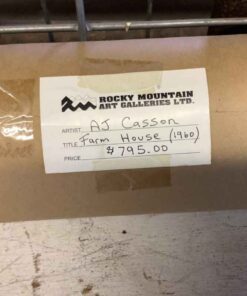 ROCKY MOUNTAIN
ART GALLERIES LTD.
ARTIST AJ Casson
TITLE Farm House (1960)
PRICE $795.00